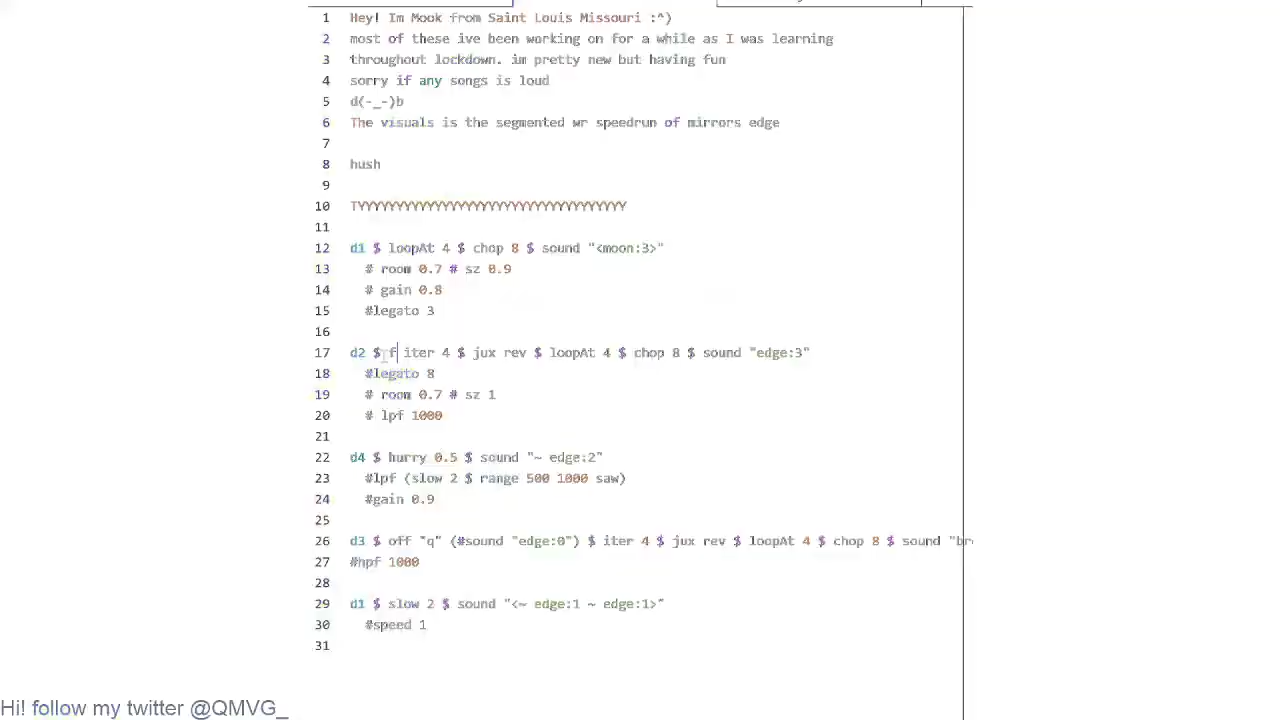 1 Hey! Im Mook from Saint Louis Missouri :^)
2 most of these ive been working on for a while as I was learning
3 throughout lockdown. im pretty new but having fun
4 sorry if any songs is loud
5 d(-_-)b
6 The visuals is the segmented wr speedrun of mirrors edge
7
8 hush
9
10 TYYYYYYYYYYYYYYYYYYYYYYYYYYYYYYYYYYY
11
12 d1 $ loopAt 4 $ chop 8 $ sound "<moon:3>"
13 # room 0.7 # sz 0.9
14 # gain 0.8
15 #legato 3
16
17 d2 $ f iter 4 $ jux rev $ loopAt 4 $ chop 8 $ sound "edge:3"
18 #legato 8
19 # room 0.7 # sz 1
20 # lpf 1000
21
22 d4 $ hurry 0.5 $ sound "~ edge:2"
23 #lpf (slow 2 $ range 500 1000 saw)
24 #gain 0.9
25
26 d3 $ off "q" (#sound "edge:0") $ iter 4 $ jux rev $ loopAt 4 $ chop 8 $ sound "br
27 #hpf 1000
28
29 d1 $ slow 2 $ sound "<~ edge:1 ~ edge:1>"
30 #speed 1
31
Hi! follow my twitter @QMVG_